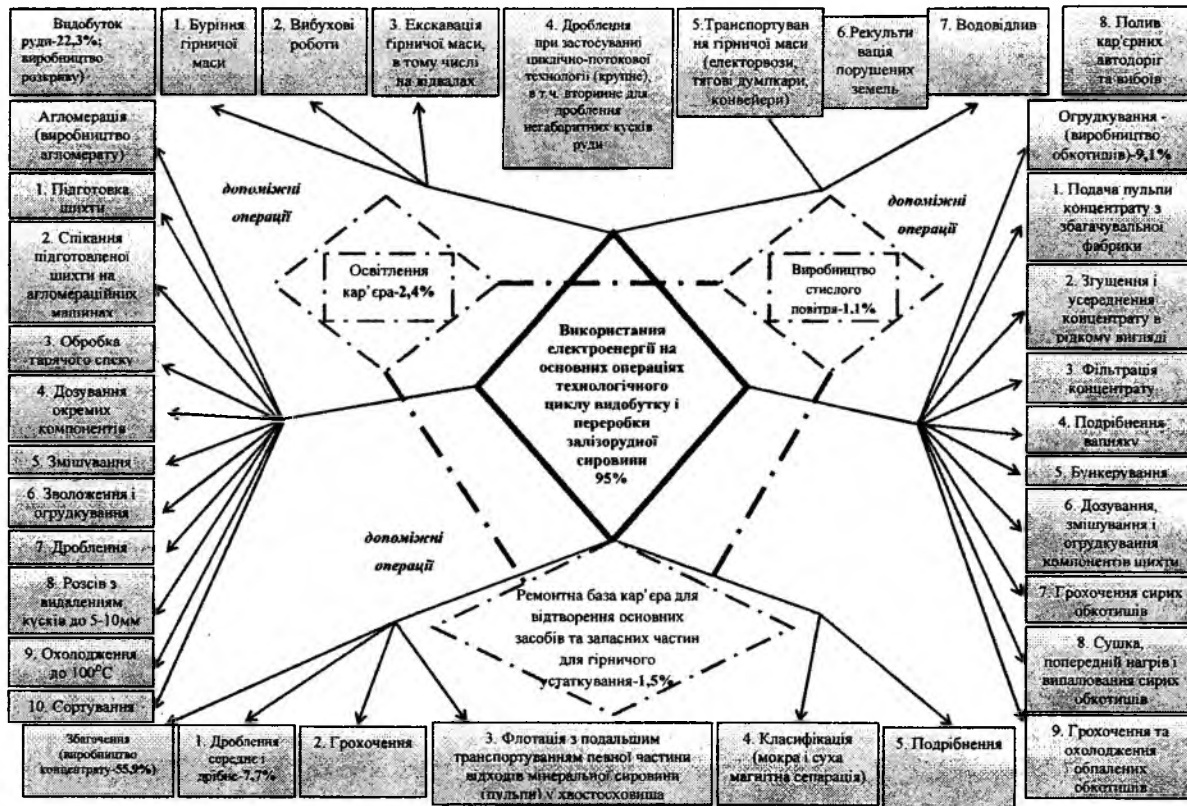 Видобуток
руди-22,3%;
виробництво
розкриву)
1. Буріння
гірничої
маси
2. Вибухові
роботи
3. Екскавація
гірничої маси,
в тому числі
на відвалах
4. Дроблення
при застосуванні
циклічно-потокової
технології (крупне),
в т.ч. вторинне для
дроблення
негабаритних кусків
руди
5.Транспортуван
ня гірничої маси
(електорвози,
тягові думпкари,
конвейери)
6. Рекульти
вація
порушених
земель
7. Водовідлив
8. Полив
кар'єрних
автодоріг
та вибоїв
Агломерація
(виробництво
агломерату)
1. Підготовка
шихти
2. Спікання
підготовленої
шихти на
агломераційних
машинах
3. Обробка
гарячого спеку
4. Дозування
окремих
компонентів
5. Змішування
6. Зволоження і
огрудкування
7. Дроблення
8. Розсів з
видаленням
кусків до 5-10мм
9. Охолодження
до 100⁰С
10. Сортування
допоміжні
операції
Освітлення
кар'єра-2,4%
допоміжні
операції
Виробництво
стислого
повітря-1,1%
Використання
електроенергії на
основних операціях
технологічного
циклу видобутку і
переробки
залізорудної
сировини
95%
допоміжні
операції
Ремонтна база кар'єра для
відтворення основних
засобів та запасних частин
для гірничого
устаткування-1,5%
Огрудкування -
(виробництво
обкотишів)-9,1%
1. Подача пульпи
концентрату з
збагачувальної
фабрики
2. Згущення і
усереднення
концентрату в
рідкому вигляді
3. Фільтрація
концентрату
4. Подрібнення
вапняку
5. Бункерування
6. Дозування,
змішування і
огрудкування
компонентів шихти
7. Грохочення сирих
обкотишів
8. Сушка,
попередній нагрів і
випалювання сирих
обкотишів
9. Грохочення та
охолодження
обпалених
обкотишів
Збагачення
(виробництво
концентрату-55,9%)
1. Дроблення
середнє і
дрібне-7,7%
2. Грохочення
3. Флотація з подальшим
транспортуванням певної частини
відходів мінеральної сировини
(пульпи) у хвостосховища
4. Класифікація
(мокра і суха
магнітна сепарація)
5. Подрібнення